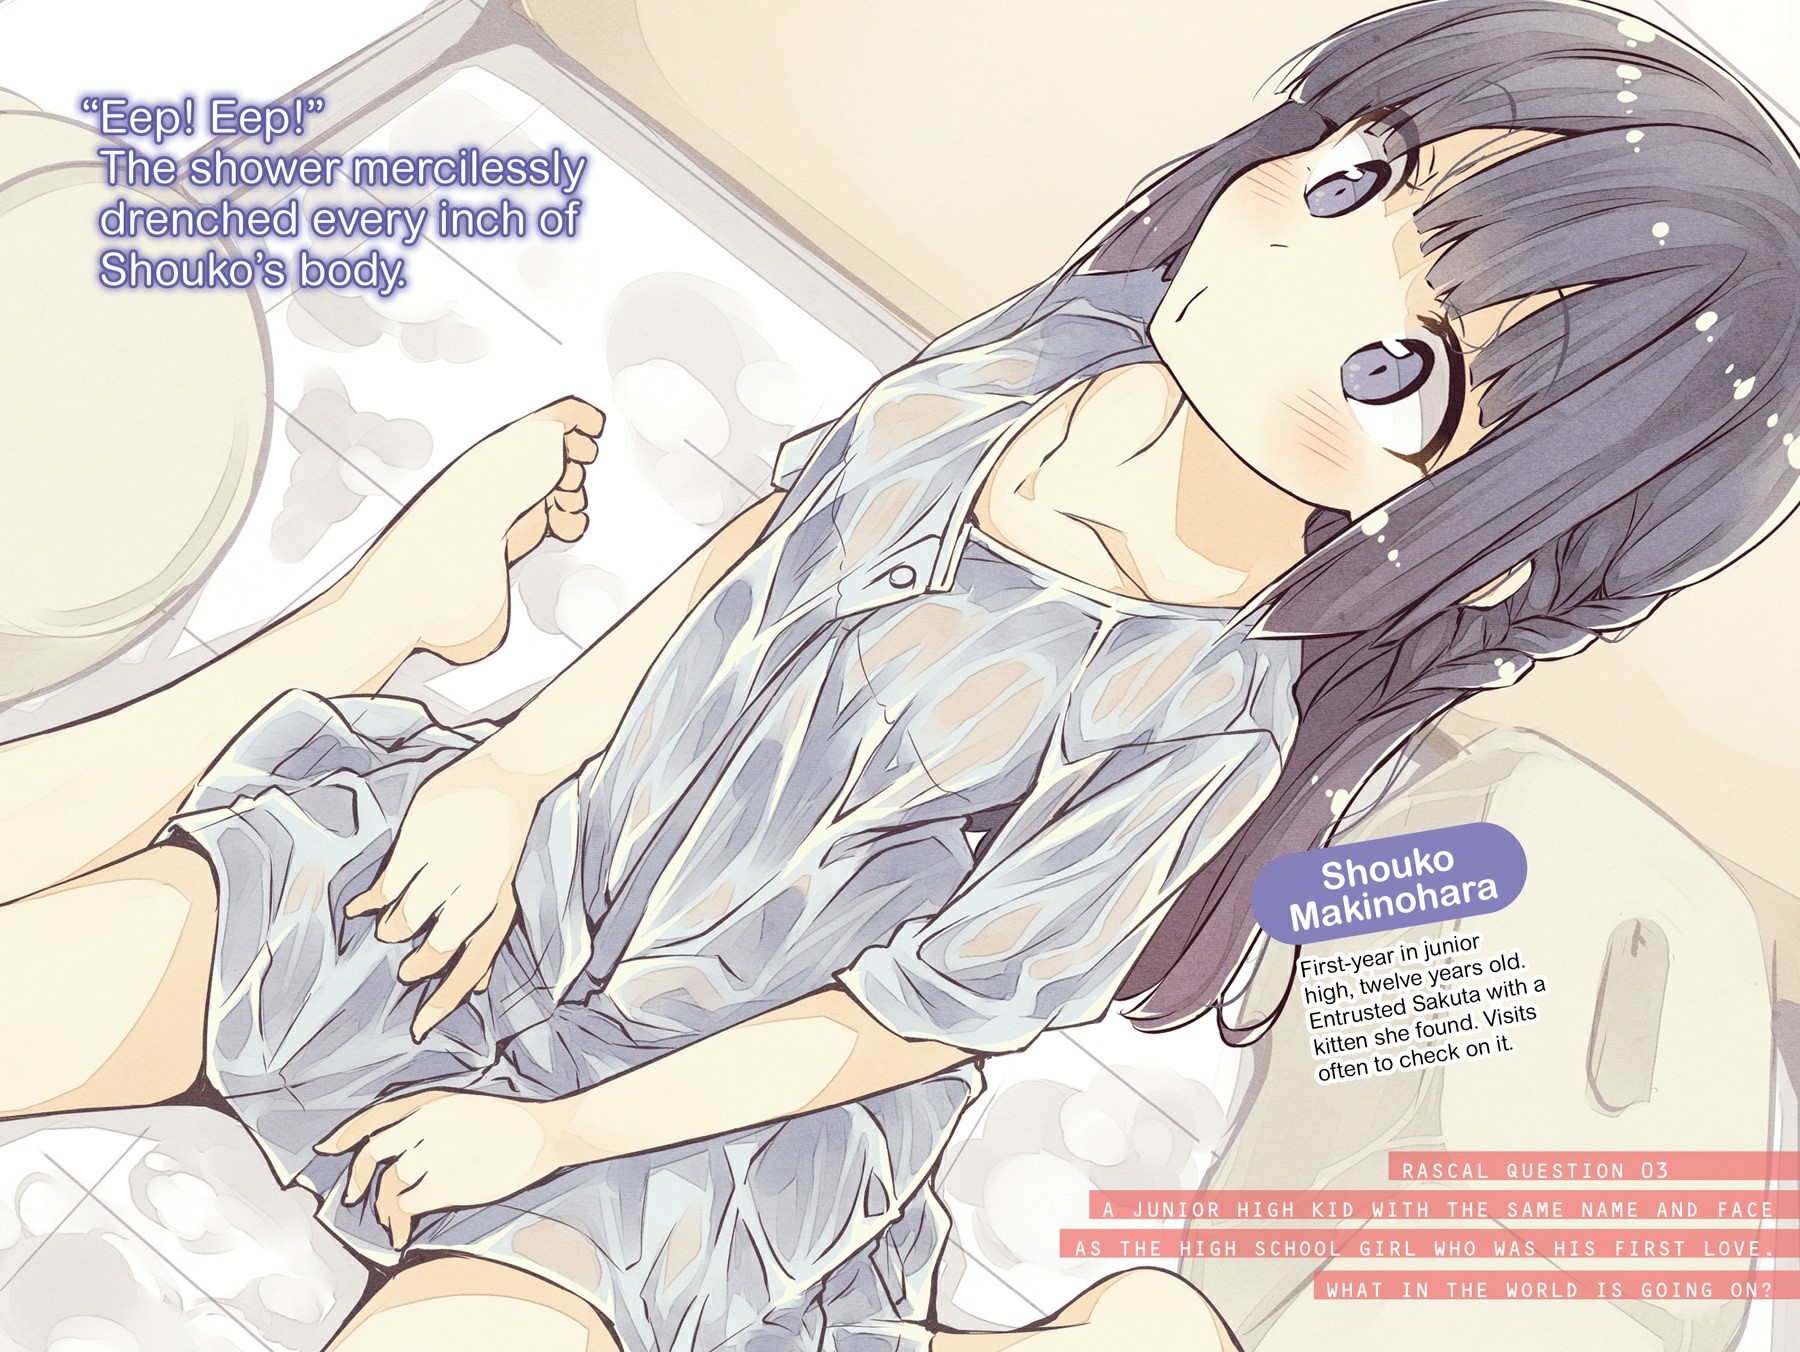 “Eep! Eep!”
The shower mercilessly
drenched every inch of
Shouko’s body.
Shouko
Makinohara
First-year in junior
high, twelve years old.
Entrusted Sakuta with a
kitten she found. Visits
often to check on it.
RASCAL QUESTION 03
A JUNIOR HIGH KID WITH THE SAME NAME AND FACE
AS THE HIGH SCHOOL GIRL WHO WAS HIS FIRST LOVE.
WHAT IN THE WORLD IS GOING ON?